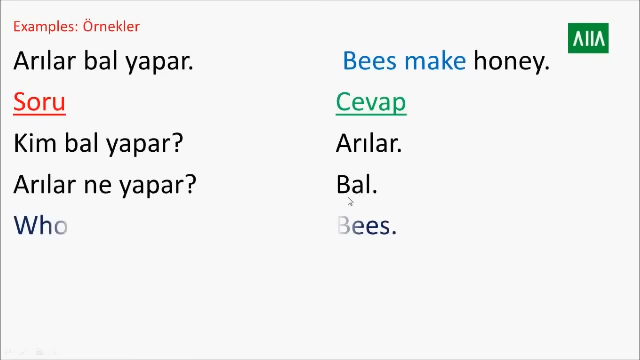 Examples: Örnekler
AIIA
Arılar bal yapar. Bees make honey.
Soru Cevap
Kim bal yapar? Arılar.
Arılar ne yapar? Bal.
Who Bees.